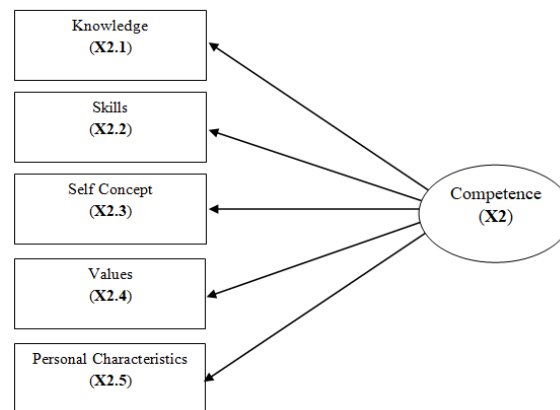 Knowledge
(X2.1)
Skills
(X2.2)
Self Concept
(X2.3)
Values
(X2.4)
Personal Characteristics
(X2.5)
Competence
(X2)